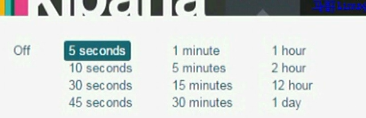 kibana
Off 5 seconds 1 minute 1 hour
10 seconds 5 minutes 2 hour
30 seconds 15 minutes 12 hour
45 seconds 30 minutes 1 day